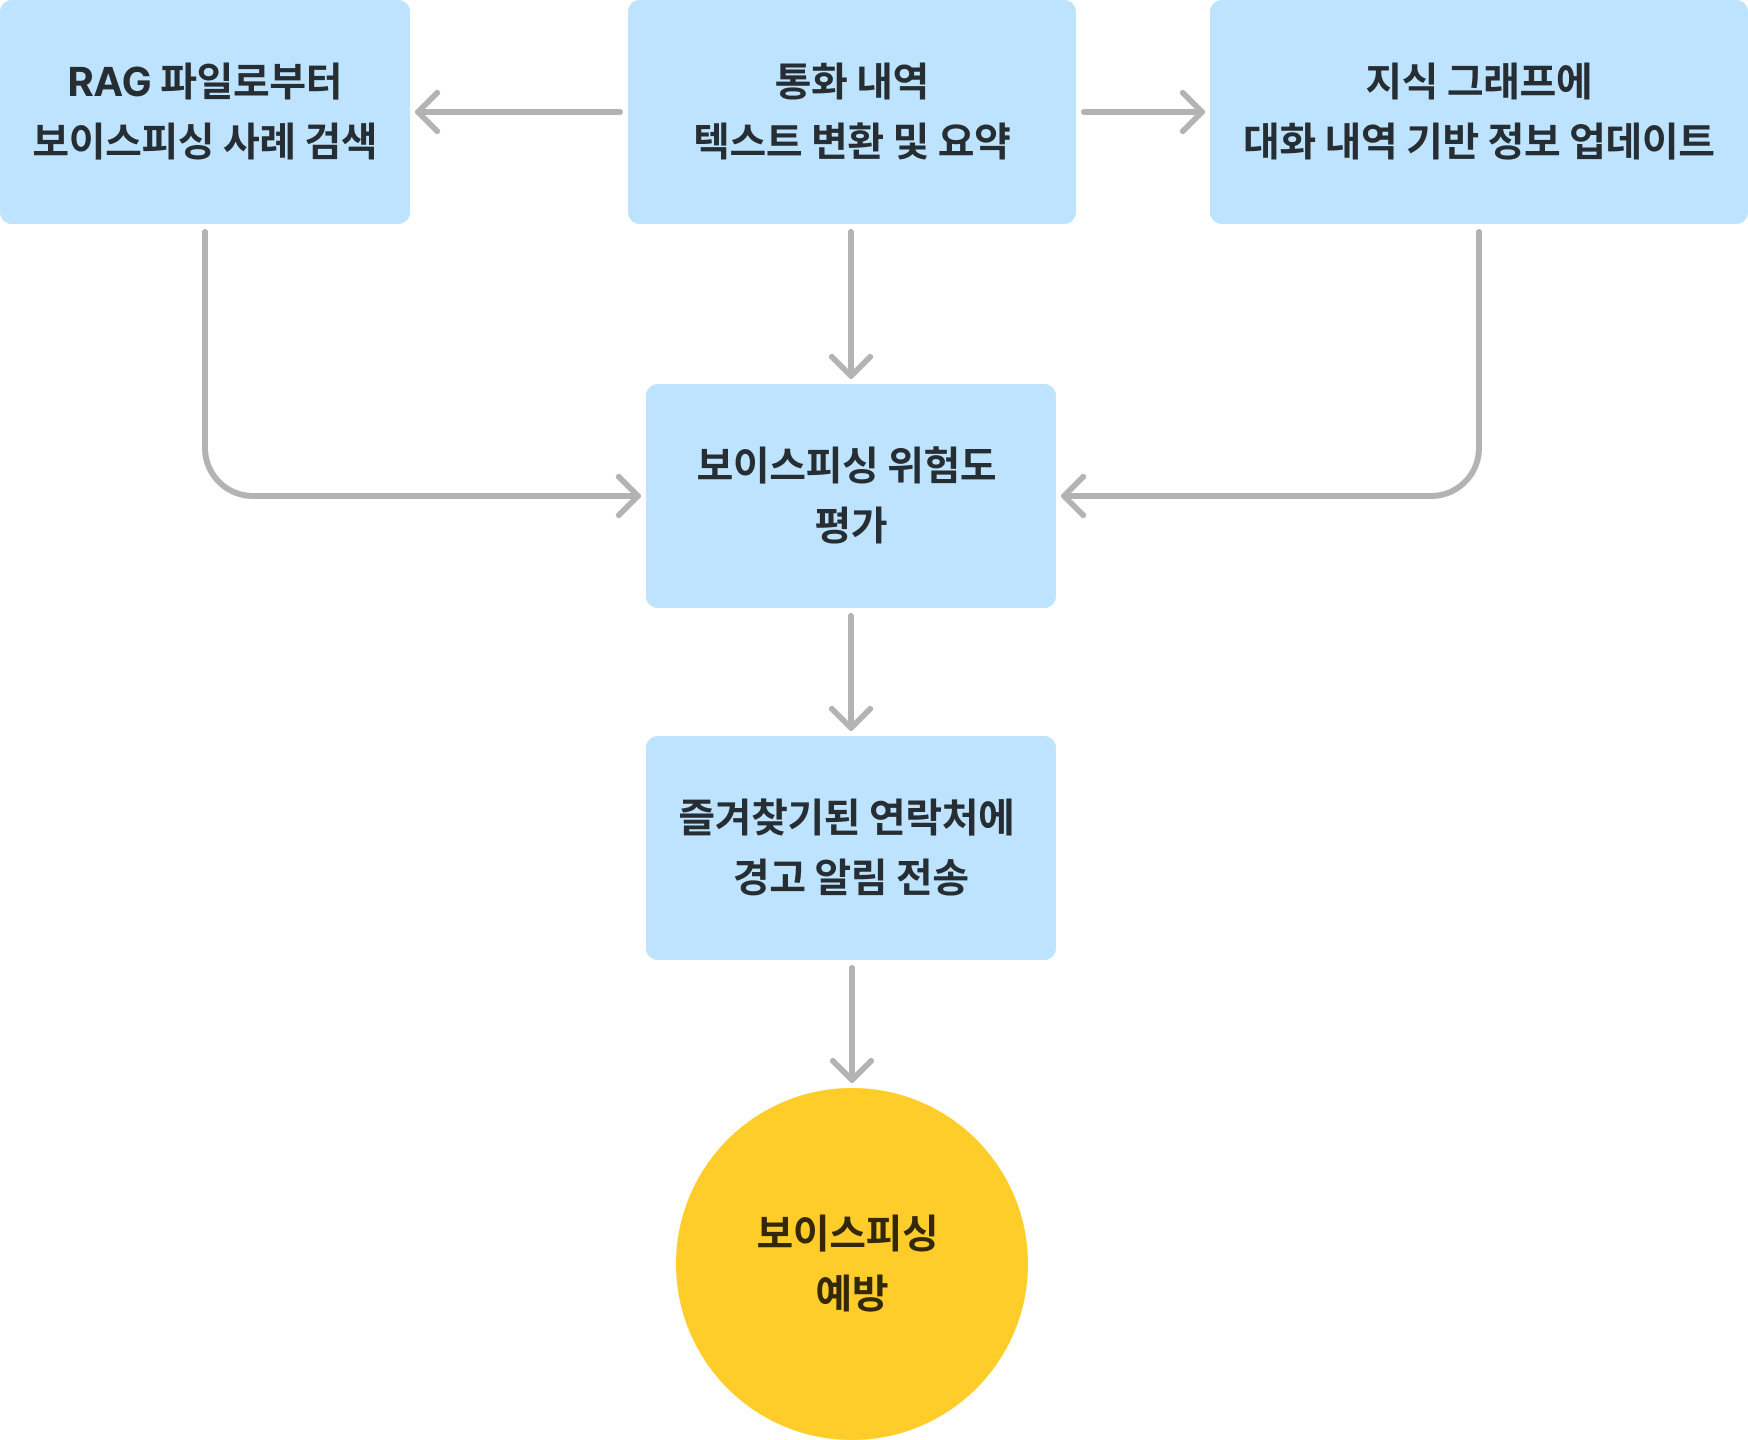 RAG 파일로부터
보이스피싱 사례 검색
통화 내역
텍스트 변환 및 요약
지식 그래프에
대화 내역 기반 정보 업데이트
보이스피싱 위험도
평가
즐겨찾기된 연락처에
경고 알림 전송
보이스피싱
예방